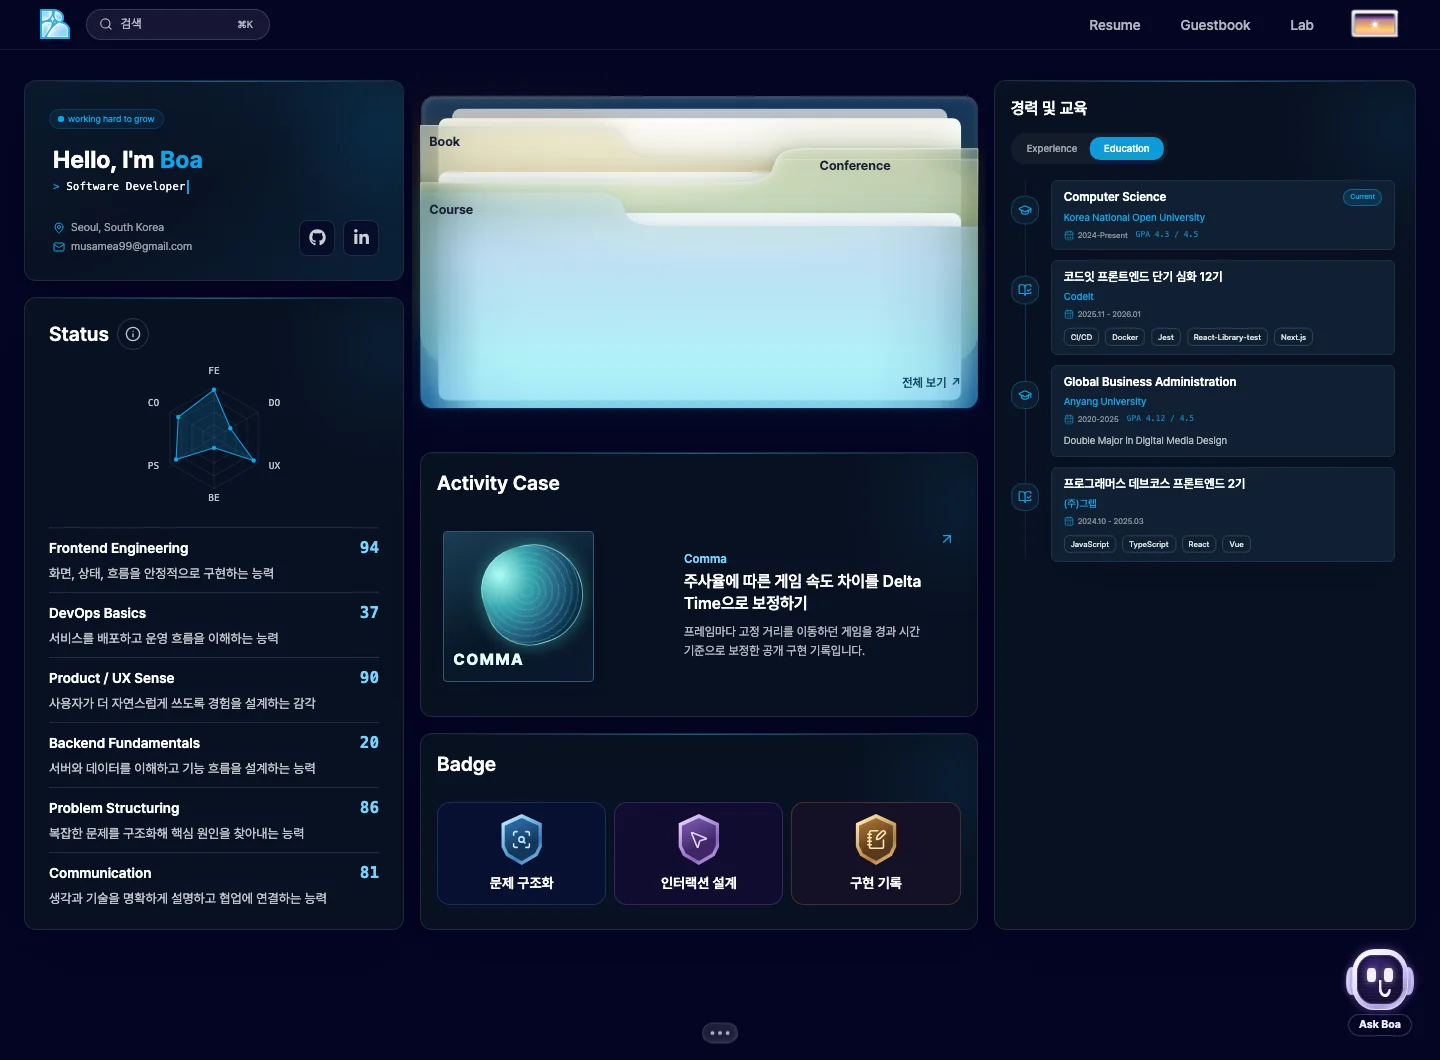 검색 ⌘K
Resume Guestbook Lab
working hard to grow
Hello, I'm Boa
> Software Developer
Seoul, South Korea
musamea99@gmail.com
Status
FE
CO DO
PS UX
BE
Frontend Engineering 94
화면, 상태, 흐름을 안정적으로 구현하는 능력
DevOps Basics 37
서비스를 배포하고 운영 흐름을 이해하는 능력
Product / UX Sense 90
사용자가 더 자연스럽게 쓰도록 경험을 설계하는 감각
Backend Fundamentals 20
서버와 데이터를 이해하고 기능 흐름을 설계하는 능력
Problem Structuring 86
복잡한 문제를 구조화해 핵심 원인을 찾아내는 능력
Communication 81
생각과 기술을 명확하게 설명하고 협업에 연결하는 능력
Book
Conference
Course
전체 보기
Activity Case
COMMA
Comma
주사율에 따른 게임 속도 차이를 Delta
Time으로 보정하기
프레임마다 고정 거리를 이동하던 게임을 경과 시간
기준으로 보정한 공개 구현 기록입니다.
Badge
문제 구조화
인터랙션 설계
구현 기록
경력 및 교육
Experience Education
Computer Science Current
Korea National Open University
2024-Present GPA 4.3 / 4.5
코드잇 프론트엔드 단기 심화 12기
Codeit
2025.11 - 2026.01
CI/CD Docker Jest React-Library-test Next.js
Global Business Administration
Anyang University
2020-2025 GPA 4.12 / 4.5
Double Major in Digital Media Design
프로그래머스 데브코스 프론트엔드 2기
(주)그렙
2024.10 - 2025.03
JavaScript TypeScript React Vue
Ask Boa